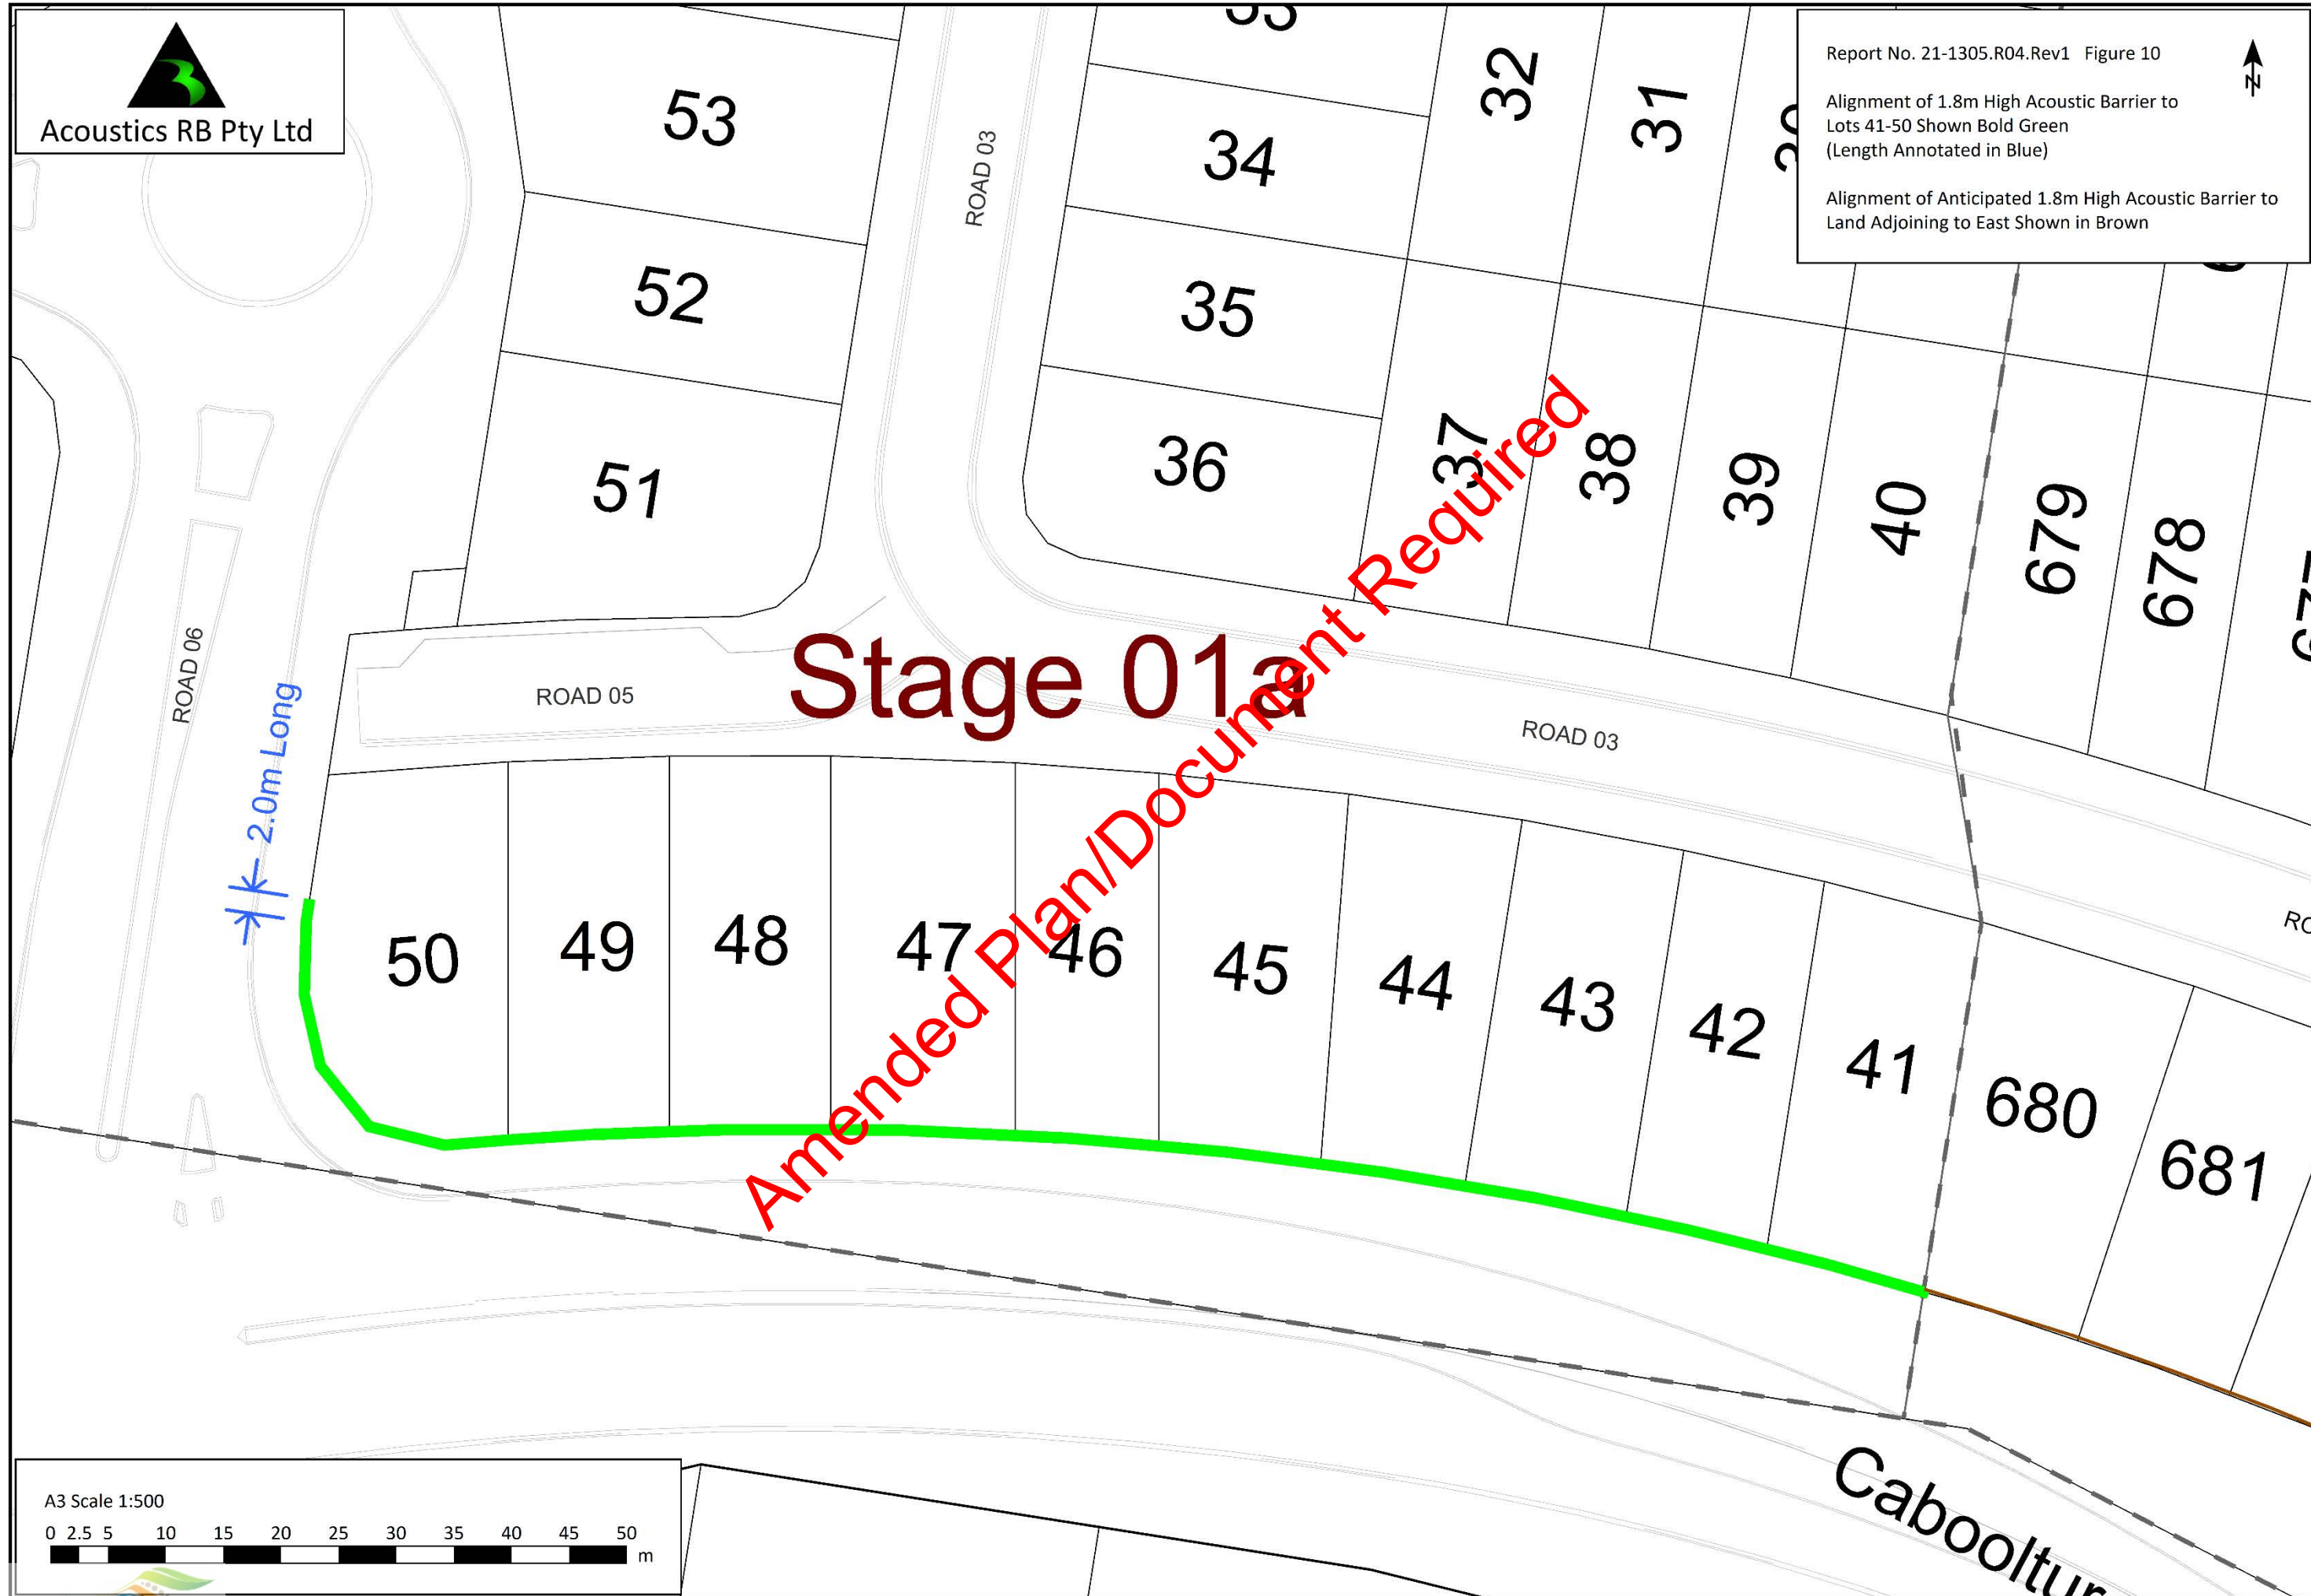 Acoustics RB Pty Ltd
Report No. 21-1305.R04.Rev1 Figure 10
N
Alignment of 1.8m High Acoustic Barrier to
Lots 41-50 Shown Bold Green
(Length Annotated in Blue)
Alignment of Anticipated 1.8m High Acoustic Barrier to
Land Adjoining to East Shown in Brown
53
52
51
ROAD 03
34
35
36
32
31
37
38
39
40
679
678
ROAD 06
2.0m Long
ROAD 05
Stage 01a
ROAD 03
Amended Plan/Document Required
50
49
48
47
46
45
44
43
42
41
680
681
A3 Scale 1:500
0 2.5 5 10 15 20 25 30 35 40 45 50
m